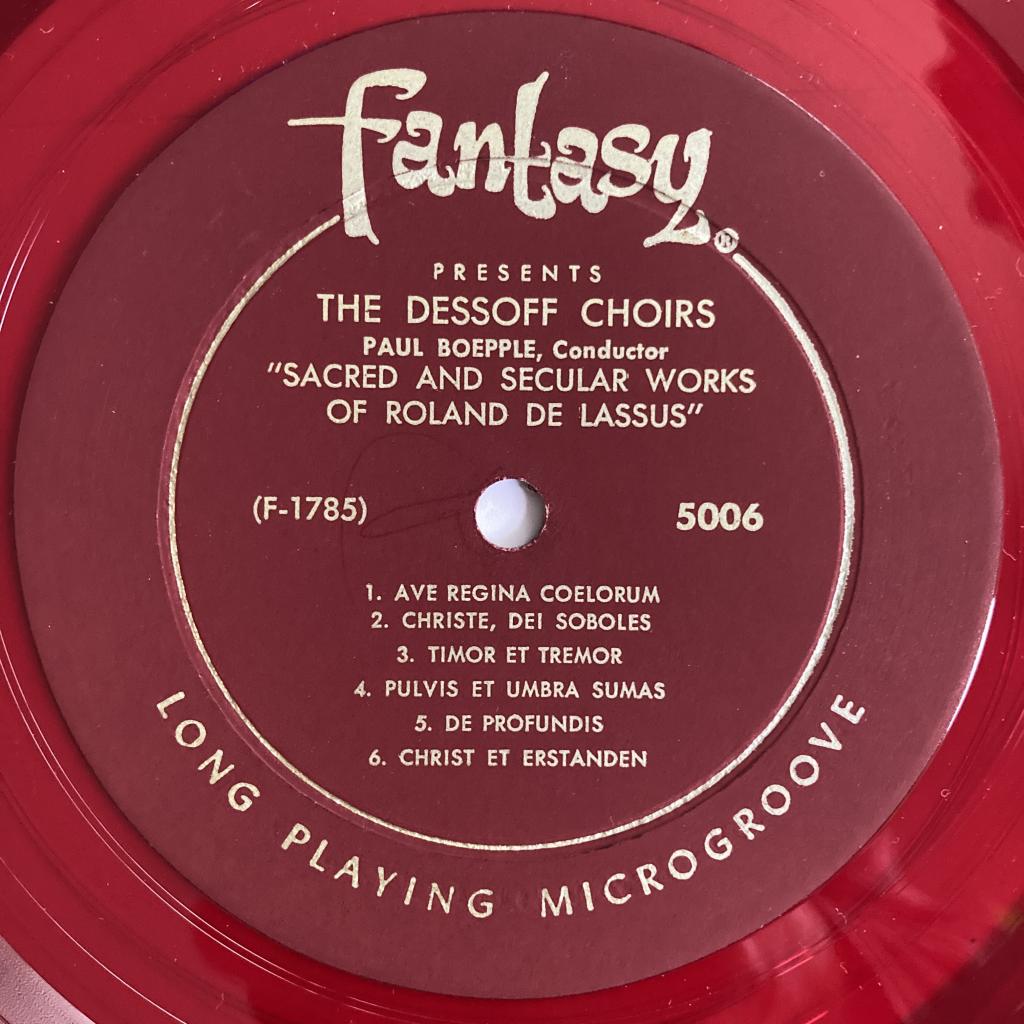 Fantasy®
PRESENTS
THE DESSOFF CHOIRS
PAUL BOEPPLE, Conductor
"SACRED AND SECULAR WORKS
OF ROLAND DE LASSUS"
(F-1785) 5006
1. AVE REGINA COELORUM
2. CHRISTE, DEI SOBOLES
3. TIMOR ET TREMOR
4. PULVIS ET UMBRA SUMAS
5. DE PROFUNDIS
6. CHRIST ET ERSTANDEN
LONG PLAYING MICROGROOVE